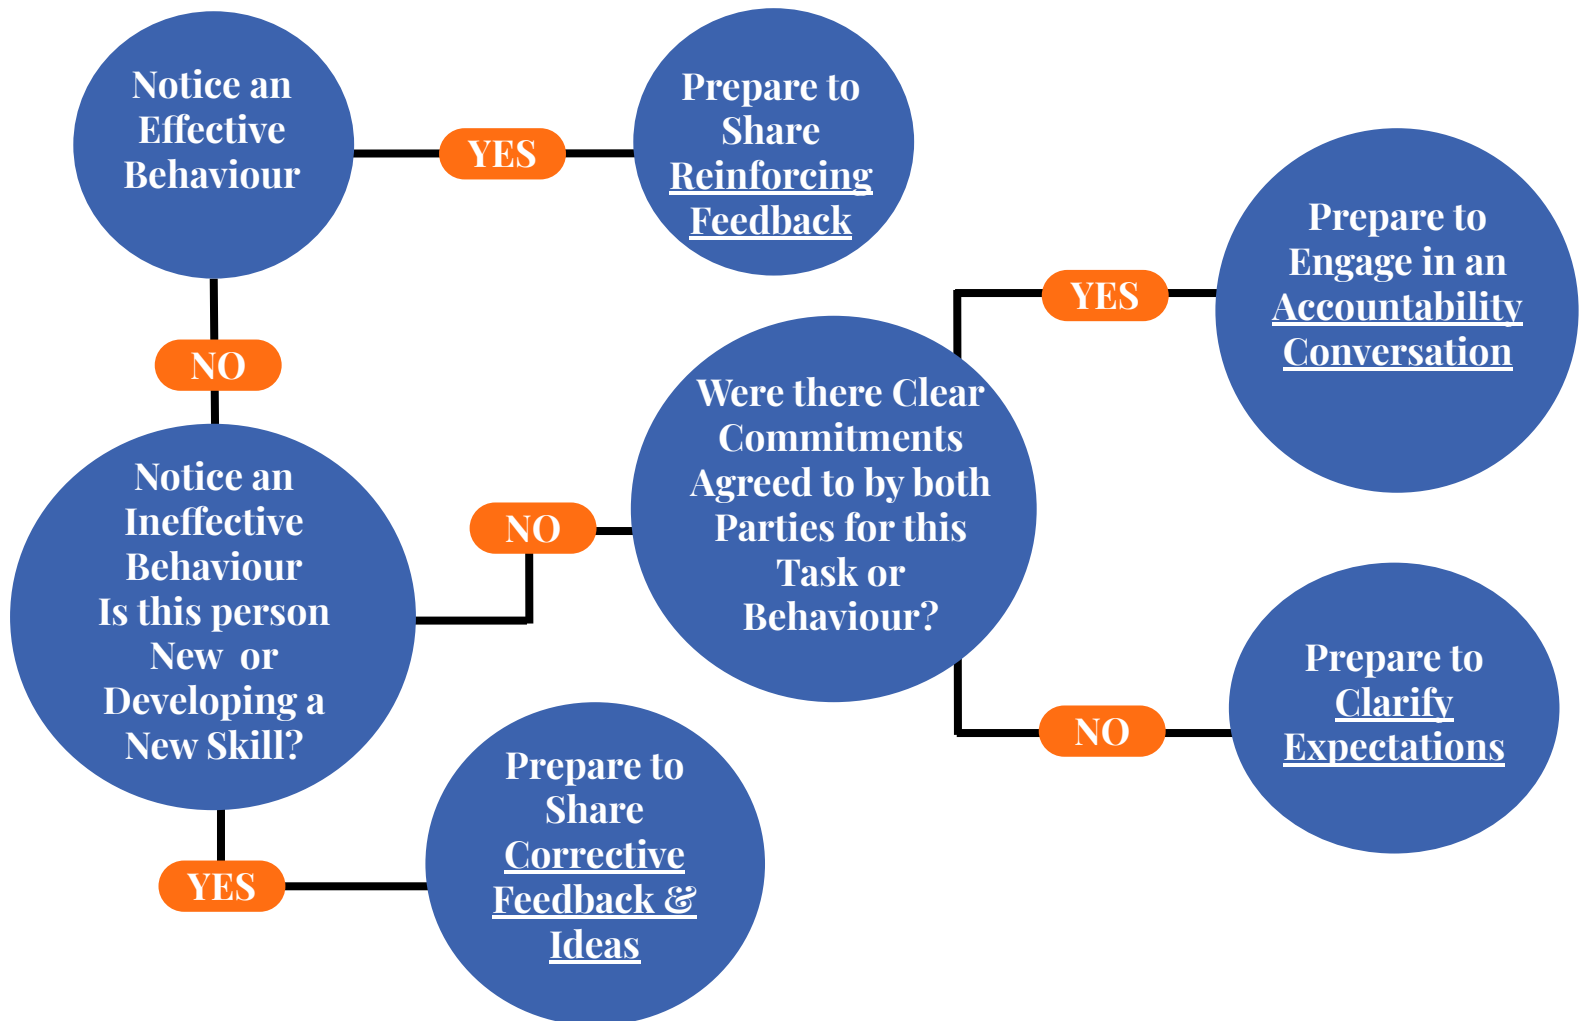 Notice an
Effective
Behaviour
YES
Prepare to
Share
Reinforcing
Feedback
NO
Notice an
Ineffective
Behaviour
Is this person
New or
Developing a
New Skill?
NO
Were there Clear
Commitments
Agreed to by both
Parties for this
Task or
Behaviour?
YES
Prepare to
Engage in an
Accountability
Conversation
NO
Prepare to
Clarify
Expectations
YES
Prepare to
Share
Corrective
Feedback &
Ideas